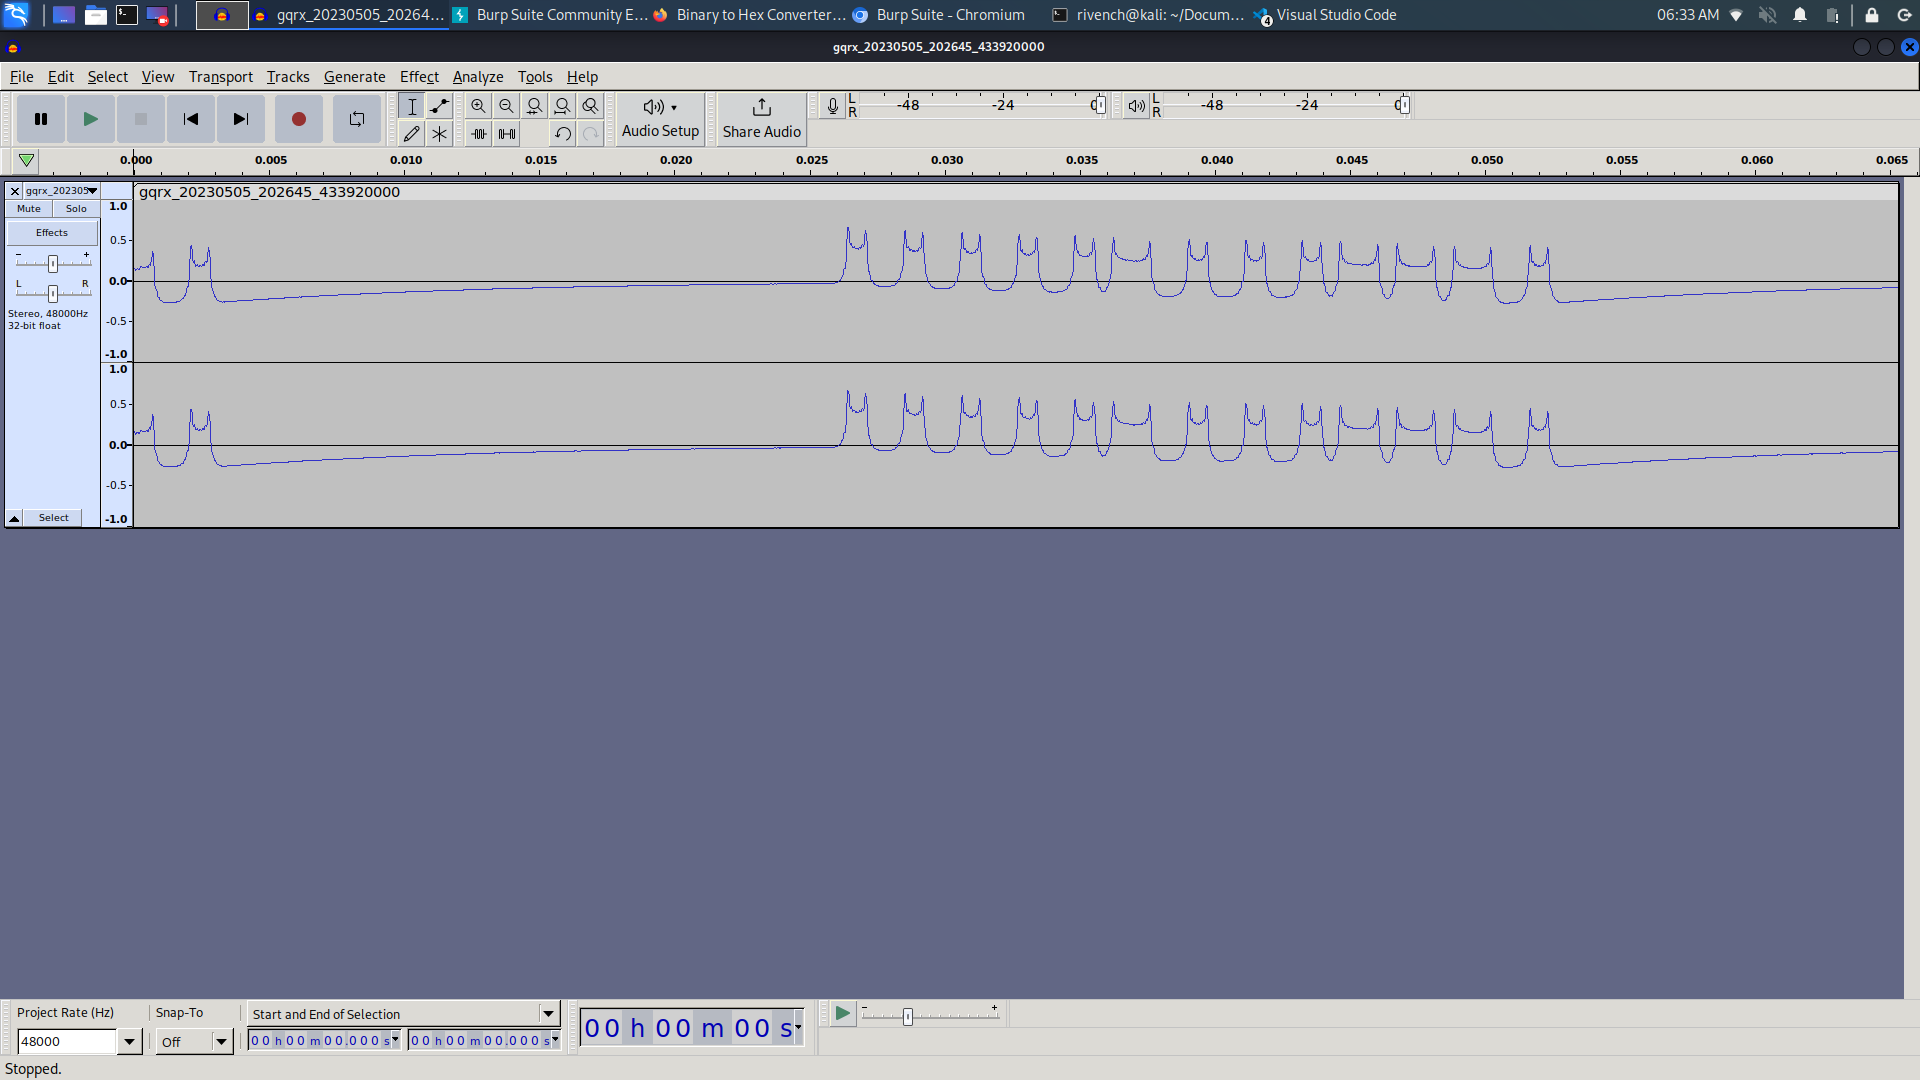 gqrx_20230505_20264... Burp Suite Community E... Binary to Hex Converter... Burp Suite - Chromium rivench@kali: ~/Docum... 4 Visual Studio Code 06:33 AM
gqrx_20230505_202645_433920000
File Edit Select View Transport Tracks Generate Effect Analyze Tools Help
L R -48 -24 0 L R -48 -24 0
Audio Setup Share Audio
0.000 0.005 0.010 0.015 0.020 0.025 0.030 0.035 0.040 0.045 0.050 0.055 0.060 0.065
gqrx_202305 gqrx_20230505_202645_433920000
Mute Solo
Effects
- +
L R
Stereo, 48000Hz
32-bit float
Select
1.0
0.5
0.0
-0.5
-1.0
1.0
0.5
0.0
-0.5
-1.0
Project Rate (Hz) Snap-To Start and End of Selection
48000 Off 00 h 00 m 00.000 s 00 h 00 m 00.000 s
00 h 00 m 00 s
- +
Stopped.